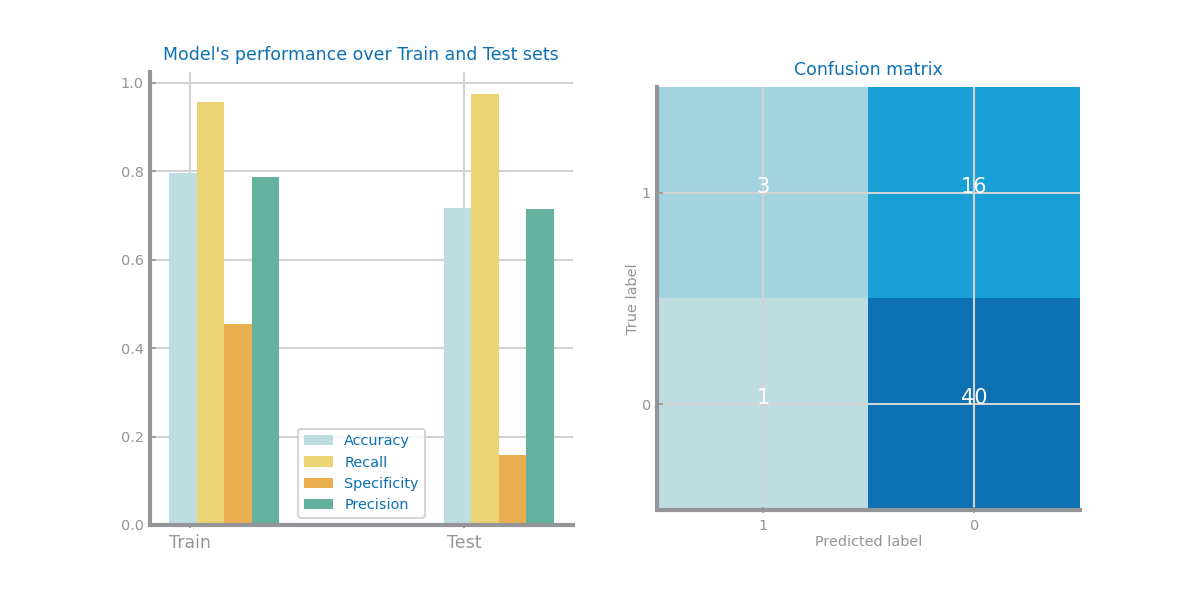 Model's performance over Train and Test sets
1.0
0.8
0.6
0.4
0.2
0.0
Train
Test
Accuracy
Recall
Specificity
Precision
Confusion matrix
True label
1
0
3
16
1
40
1
0
Predicted label